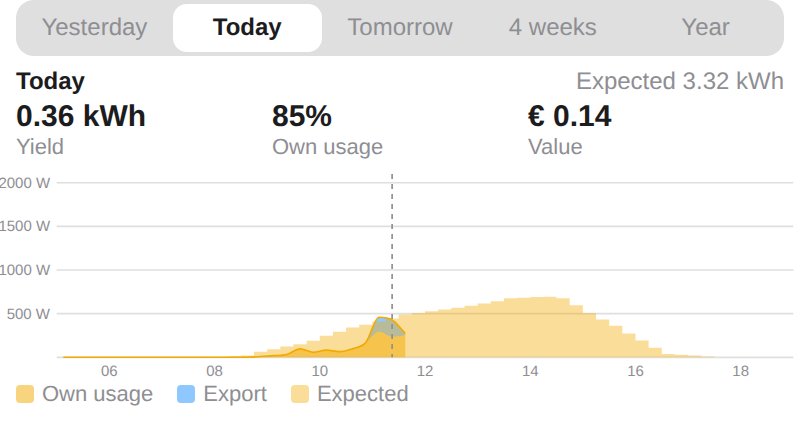 Yesterday Today Tomorrow 4 weeks Year
Today Expected 3.32 kWh
0.36 kWh 85% € 0.14
Yield Own usage Value
2000 W
1500 W
1000 W
500 W
06 08 10 12 14 16 18
Own usage Export Expected